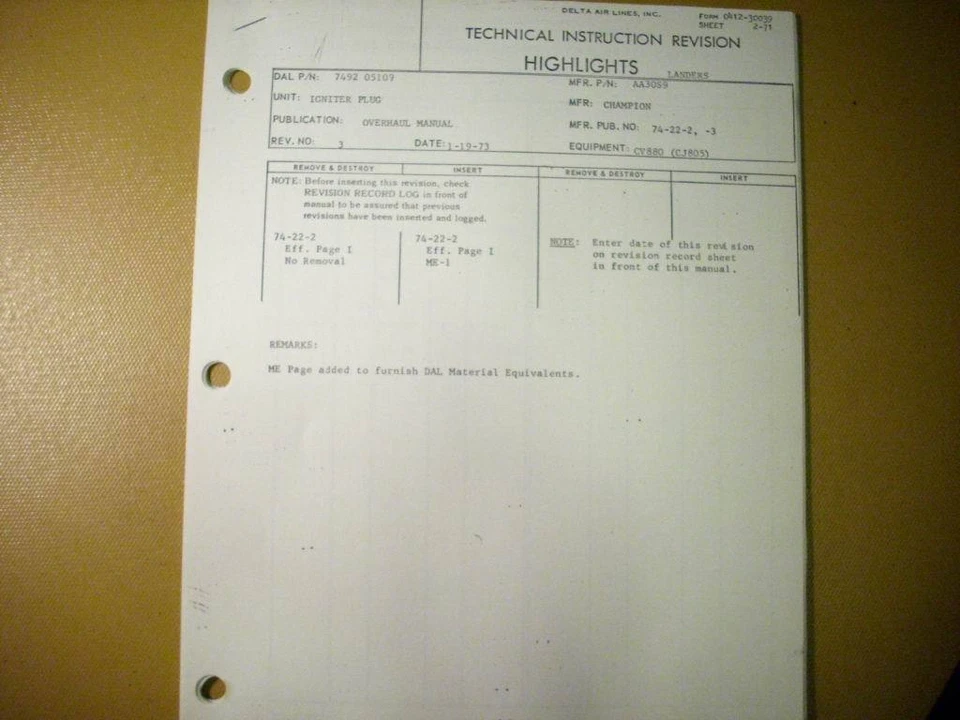 DELTA AIR LINES, INC.
FORM 0412-30039
SHEET 2-71
TECHNICAL INSTRUCTION REVISION
HIGHLIGHTS
LANDERS
DAL P/N: 7492 05109
MFR. P/N: AA30S9
UNIT: IGNITER PLUG
MFR: CHAMPION
PUBLICATION: OVERHAUL MANUAL
MFR. PUB. NO: 74-22-2, -3
REV. NO: 3
DATE: 1-19-73
EQUIPMENT: CV880 (CJ805)
REMOVE & DESTROY
INSERT
REMOVE & DESTROY
INSERT
NOTE: Before inserting this revision, check
REVISION RECORD LOG in front of
manual to be assured that previous
revisions have been inserted and logged.
74-22-2
Eff. Page 1
No Removal
74-22-2
Eff. Page 1
ME-1
NOTE: Enter date of this revision
on revision record sheet
in front of this manual.
REMARKS:
ME Page added to furnish DAL Material Equivalents.